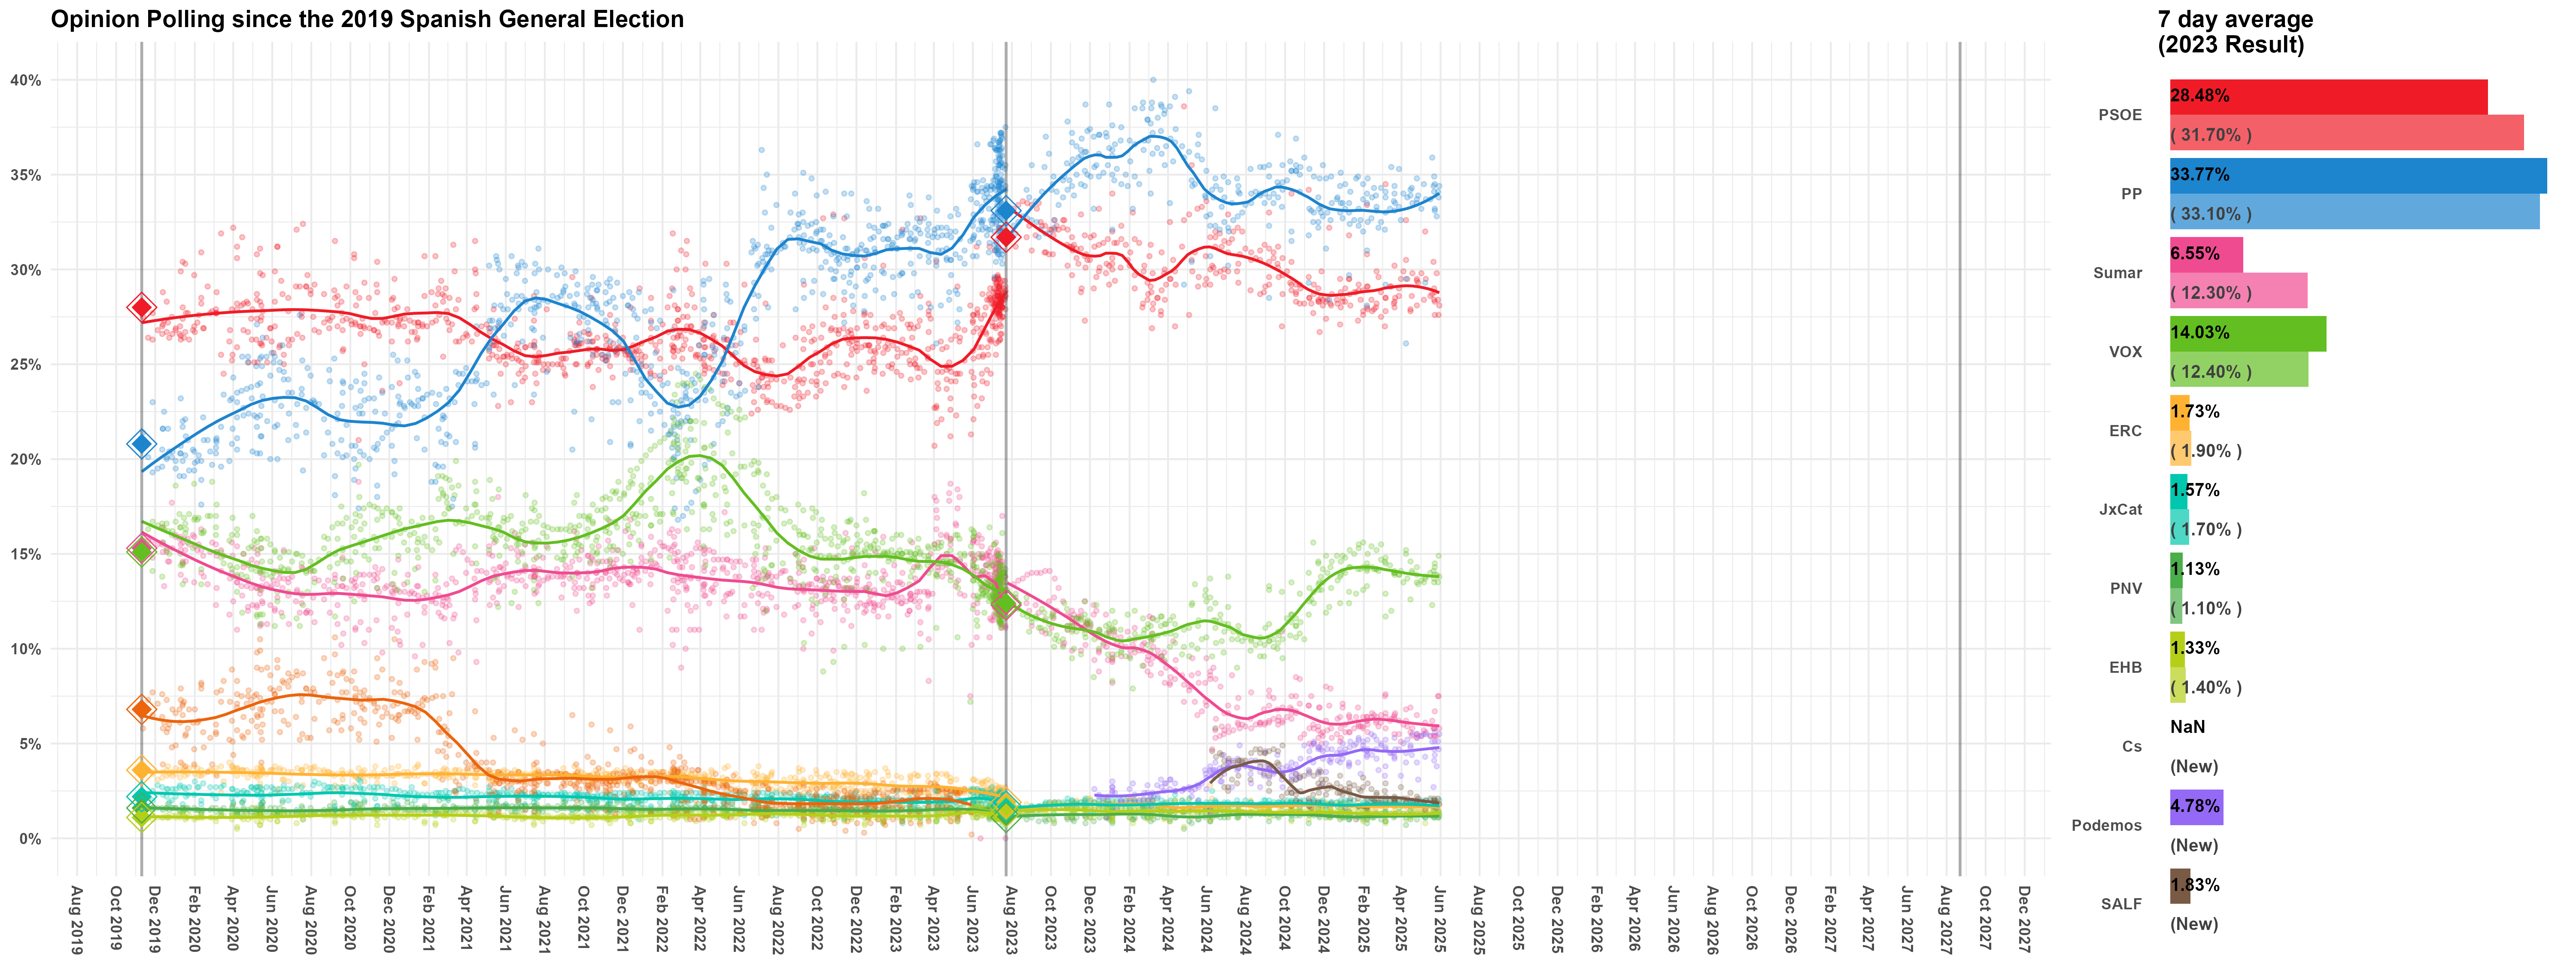 Opinion Polling since the 2019 Spanish General Election
40%
35%
30%
25%
20%
15%
10%
5%
0%
Aug 2019
Oct 2019
Dec 2019
Feb 2020
Apr 2020
Jun 2020
Aug 2020
Oct 2020
Dec 2020
Feb 2021
Apr 2021
Jun 2021
Aug 2021
Oct 2021
Dec 2021
Feb 2022
Apr 2022
Jun 2022
Aug 2022
Oct 2022
Dec 2022
Feb 2023
Apr 2023
Jun 2023
Aug 2023
Oct 2023
Dec 2023
Feb 2024
Apr 2024
Jun 2024
Aug 2024
Oct 2024
Dec 2024
Feb 2025
Apr 2025
Jun 2025
Aug 2025
Oct 2025
Dec 2025
Feb 2026
Apr 2026
Jun 2026
Aug 2026
Oct 2026
Dec 2026
Feb 2027
Apr 2027
Jun 2027
Aug 2027
Oct 2027
Dec 2027
7 day average
(2023 Result)
PSOE
28.48%
( 31.70% )
PP
33.77%
( 33.10% )
Sumar
6.55%
( 12.30% )
VOX
14.03%
( 12.40% )
ERC
1.73%
( 1.90% )
JxCat
1.57%
( 1.70% )
PNV
1.13%
( 1.10% )
EHB
1.33%
( 1.40% )
Cs
NaN
(New)
Podemos
4.78%
(New)
SALF
1.83%
(New)